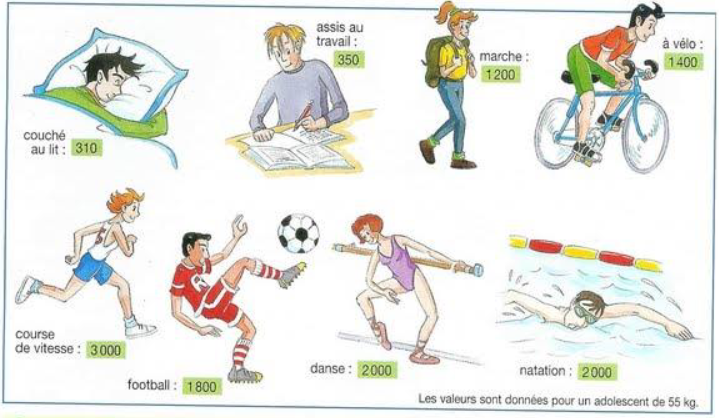 assis au
travail :
350
marche :
1200
à vélo :
1400
couché
au lit : 310
course
de vitesse : 3000
football : 1800
danse : 2000
natation : 2000
Les valeurs sont données pour un adolescent de 55 kg.